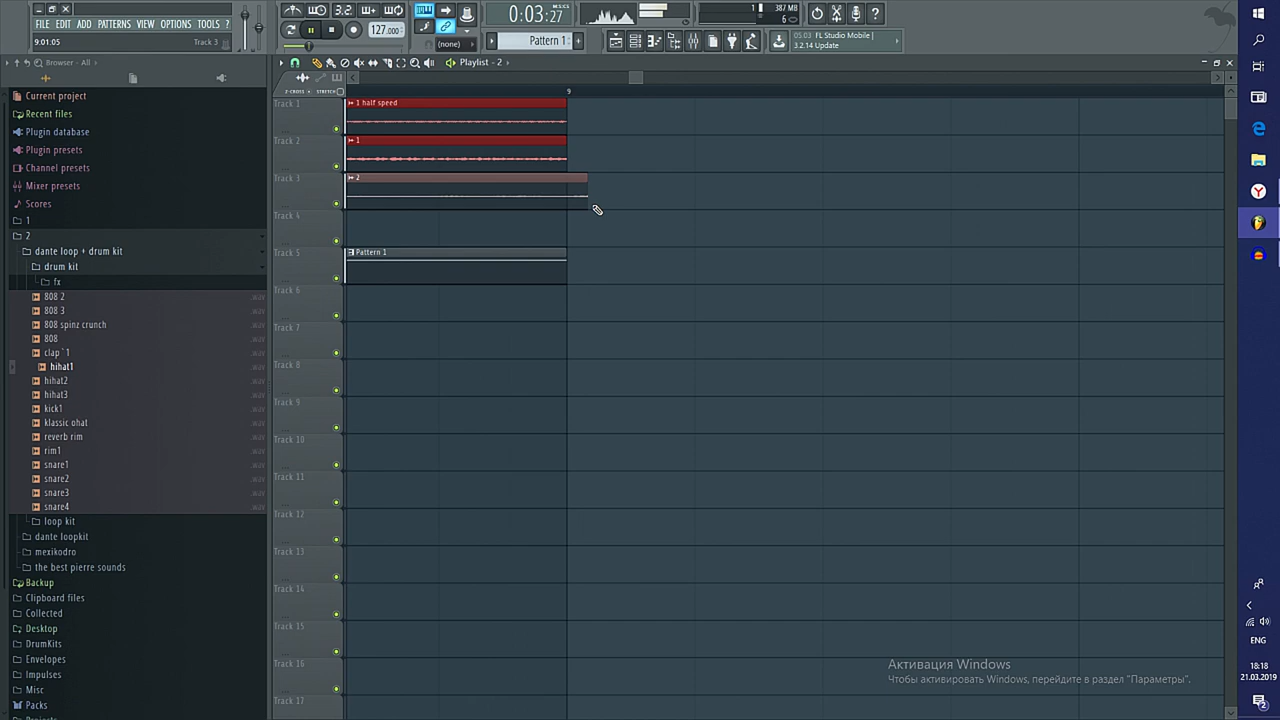 FILE EDIT ADD PATTERNS VIEW OPTIONS TOOLS ?
9:01:05 Track 3
3.2
127.000
(none)
0:03:27
M:S:CS
Pattern 1
1 387 MB
6
05.03 FL Studio Mobile |
3.2.14 Update
Browser - All
Playlist - 2
Z-CROSS STRETCH
9
Current project
Recent files
Plugin database
Plugin presets
Channel presets
Mixer presets
Scores
1
2
dante loop + drum kit
drum kit
fx
808 2
808 3
808 spinz crunch
808
clap`1
hihat1
hihat2
hihat3
kick1
klassic ohat
reverb rim
rim1
snare1
snare2
snare3
snare4
loop kit
dante loopkit
mexikodro
the best pierre sounds
Backup
Clipboard files
Collected
Desktop
DrumKits
Envelopes
Impulses
Misc
Packs
Track 1
1 half speed
Track 2
1
Track 3
2
Track 4
Track 5
Pattern 1
Track 6
Track 7
Track 8
Track 9
Track 10
Track 11
Track 12
Track 13
Track 14
Track 15
Track 16
Track 17
Активация Windows
Чтобы активировать Windows, перейдите в раздел "Параметры".
ENG
18:18
21.03.2019